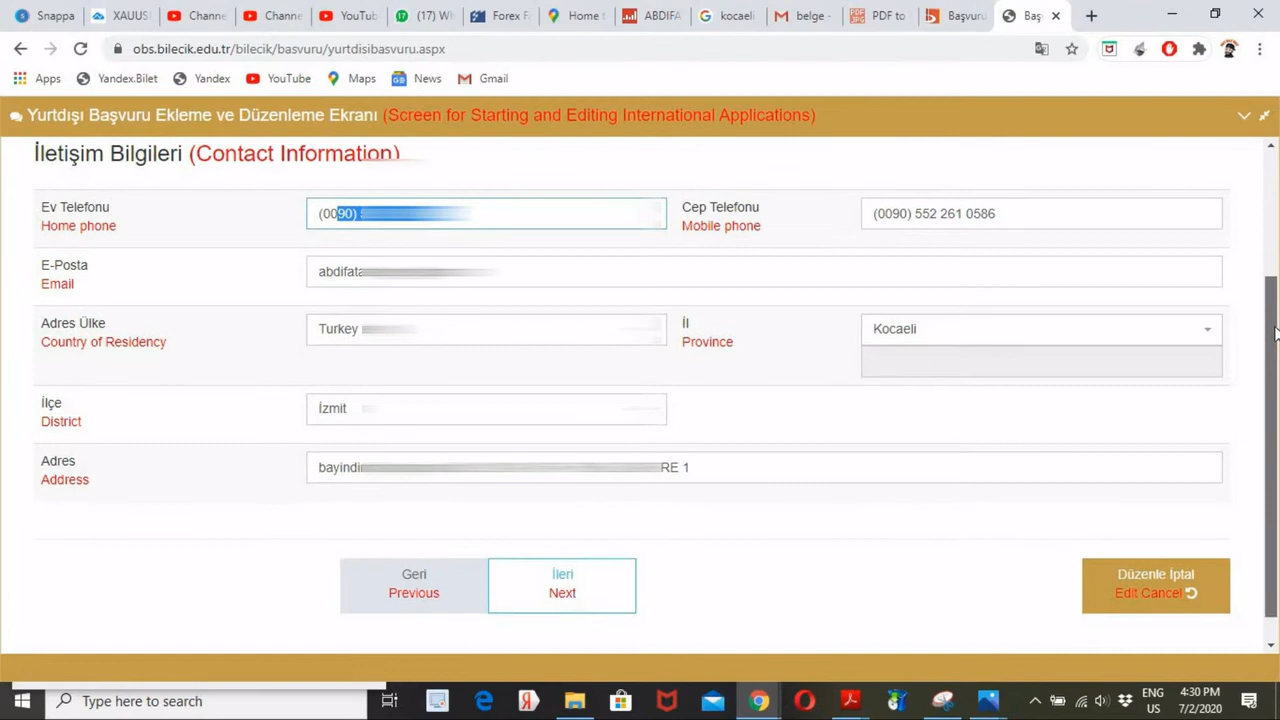 Snappa XAUUS Channe Channe YouTub (17) Wh Forex F Home t ABDIFA kocaeli belge - PDF to Başvuru Baş
obs.bilecik.edu.tr/bilecik/basvuru/yurtdisibasvuru.aspx
Apps Yandex.Bilet Yandex YouTube Maps News Gmail
Yurtdışı Başvuru Ekleme ve Düzenleme Ekranı (Screen for Starting and Editing International Applications)
İletişim Bilgileri (Contact Information)
Ev Telefonu
Home phone
(0090)
Cep Telefonu
Mobile phone
(0090) 552 261 0586
E-Posta
Email
abdifata
Adres Ülke
Country of Residency
Turkey
İl
Province
Kocaeli
İlçe
District
İzmit
Adres
Address
bayindir RE 1
Geri
Previous
İleri
Next
Düzenle İptal
Edit Cancel
Type here to search
ENG
US
4:30 PM
7/2/2020